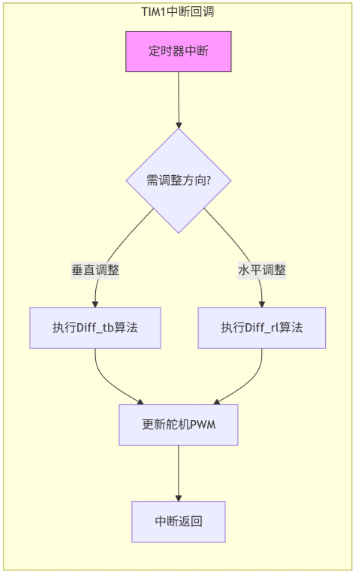 TIM1中断回调
定时器中断
需调整方向?
垂直调整
水平调整
执行Diff_tb算法
执行Diff_rl算法
更新舵机PWM
中断返回